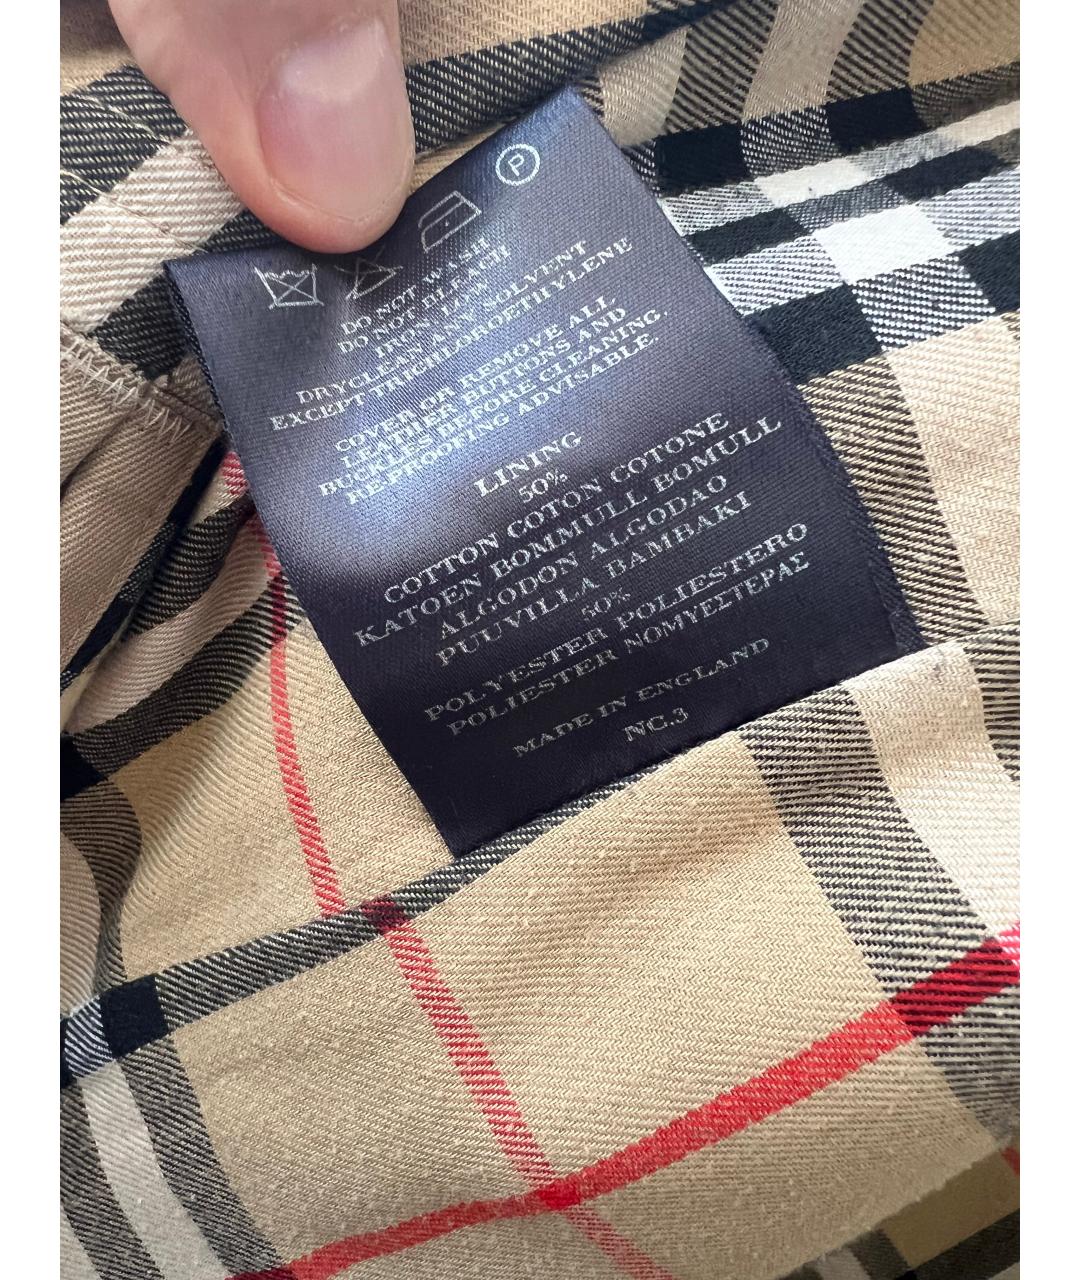 P
DO NOT WASH
DO NOT BLEACH
IRON LOW
DRYCLEAN ANY SOLVENT
EXCEPT TRICHLOROETHYLENE
COVER OR REMOVE ALL
LEATHER BUTTONS AND
BUCKLES BEFORE CLEANING.
REPROOFING ADVISABLE.
LINING
50%
COTTON COTON COTONE
KATOEN BOMMULL BOMULL
ALGODON ALGODAO
PUUVILLA BAMBAKI
50%
POLYESTER POLIESTERO
POLIESTER ΝΟΜΥΕΣΤΕΡΑΣ
MADE IN ENGLAND
NC.3